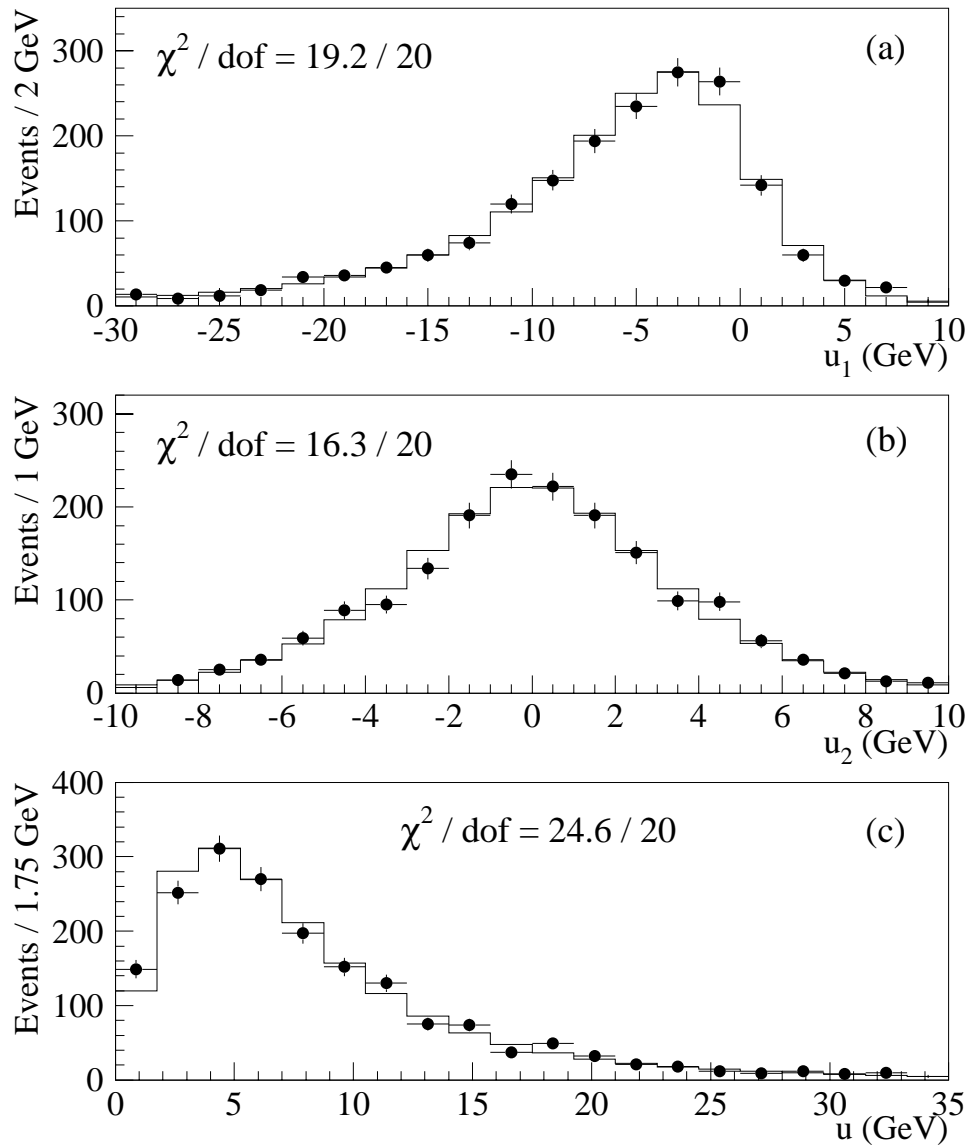 Events / 2 GeV
χ² / dof = 19.2 / 20
(a)
300
200
100
0
-30 -25 -20 -15 -10 -5 0 5 10
u₁ (GeV)
Events / 1 GeV
χ² / dof = 16.3 / 20
(b)
300
200
100
0
-10 -8 -6 -4 -2 0 2 4 6 8 10
u₂ (GeV)
Events / 1.75 GeV
χ² / dof = 24.6 / 20
(c)
400
300
200
100
0
0 5 10 15 20 25 30 35
u (GeV)